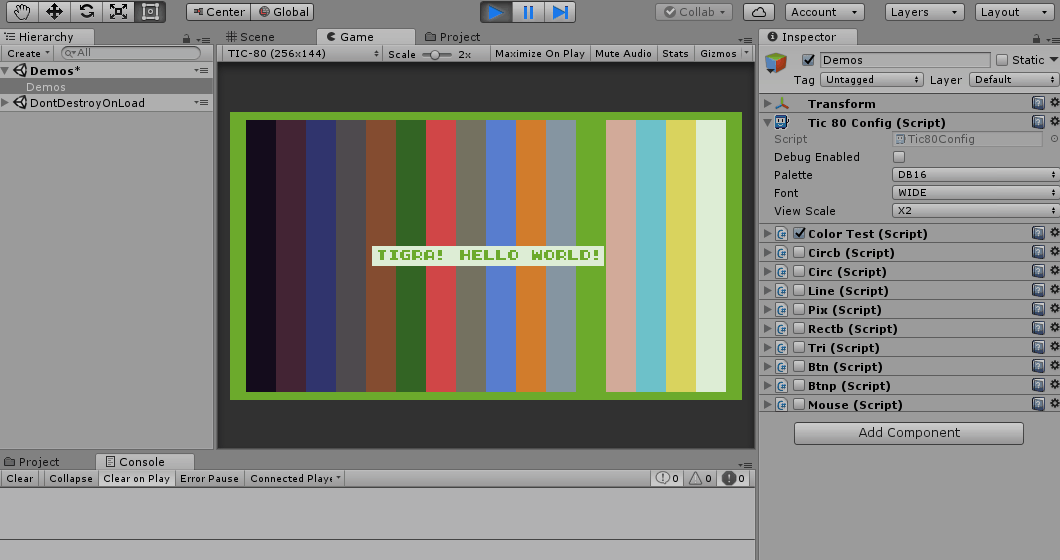 Center Global Collab Account Layers Layout
Hierarchy Scene Game Project Inspector
Create All TIC-80 (256x144) Scale 2x Maximize On Play Mute Audio Stats Gizmos
Demos*
Demos
DontDestroyOnLoad
Demos Static
Tag Untagged Layer Default
Transform
Tic 80 Config (Script)
Script Tic80Config
Debug Enabled
Palette DB16
Font WIDE
View Scale X2
Color Test (Script)
Circb (Script)
Circ (Script)
Line (Script)
Pix (Script)
Rectb (Script)
Tri (Script)
Btn (Script)
Btnp (Script)
Mouse (Script)
Add Component
TIGRA! HELLO WORLD!
Project Console
Clear Collapse Clear on Play Error Pause Connected Playe 0 0 0